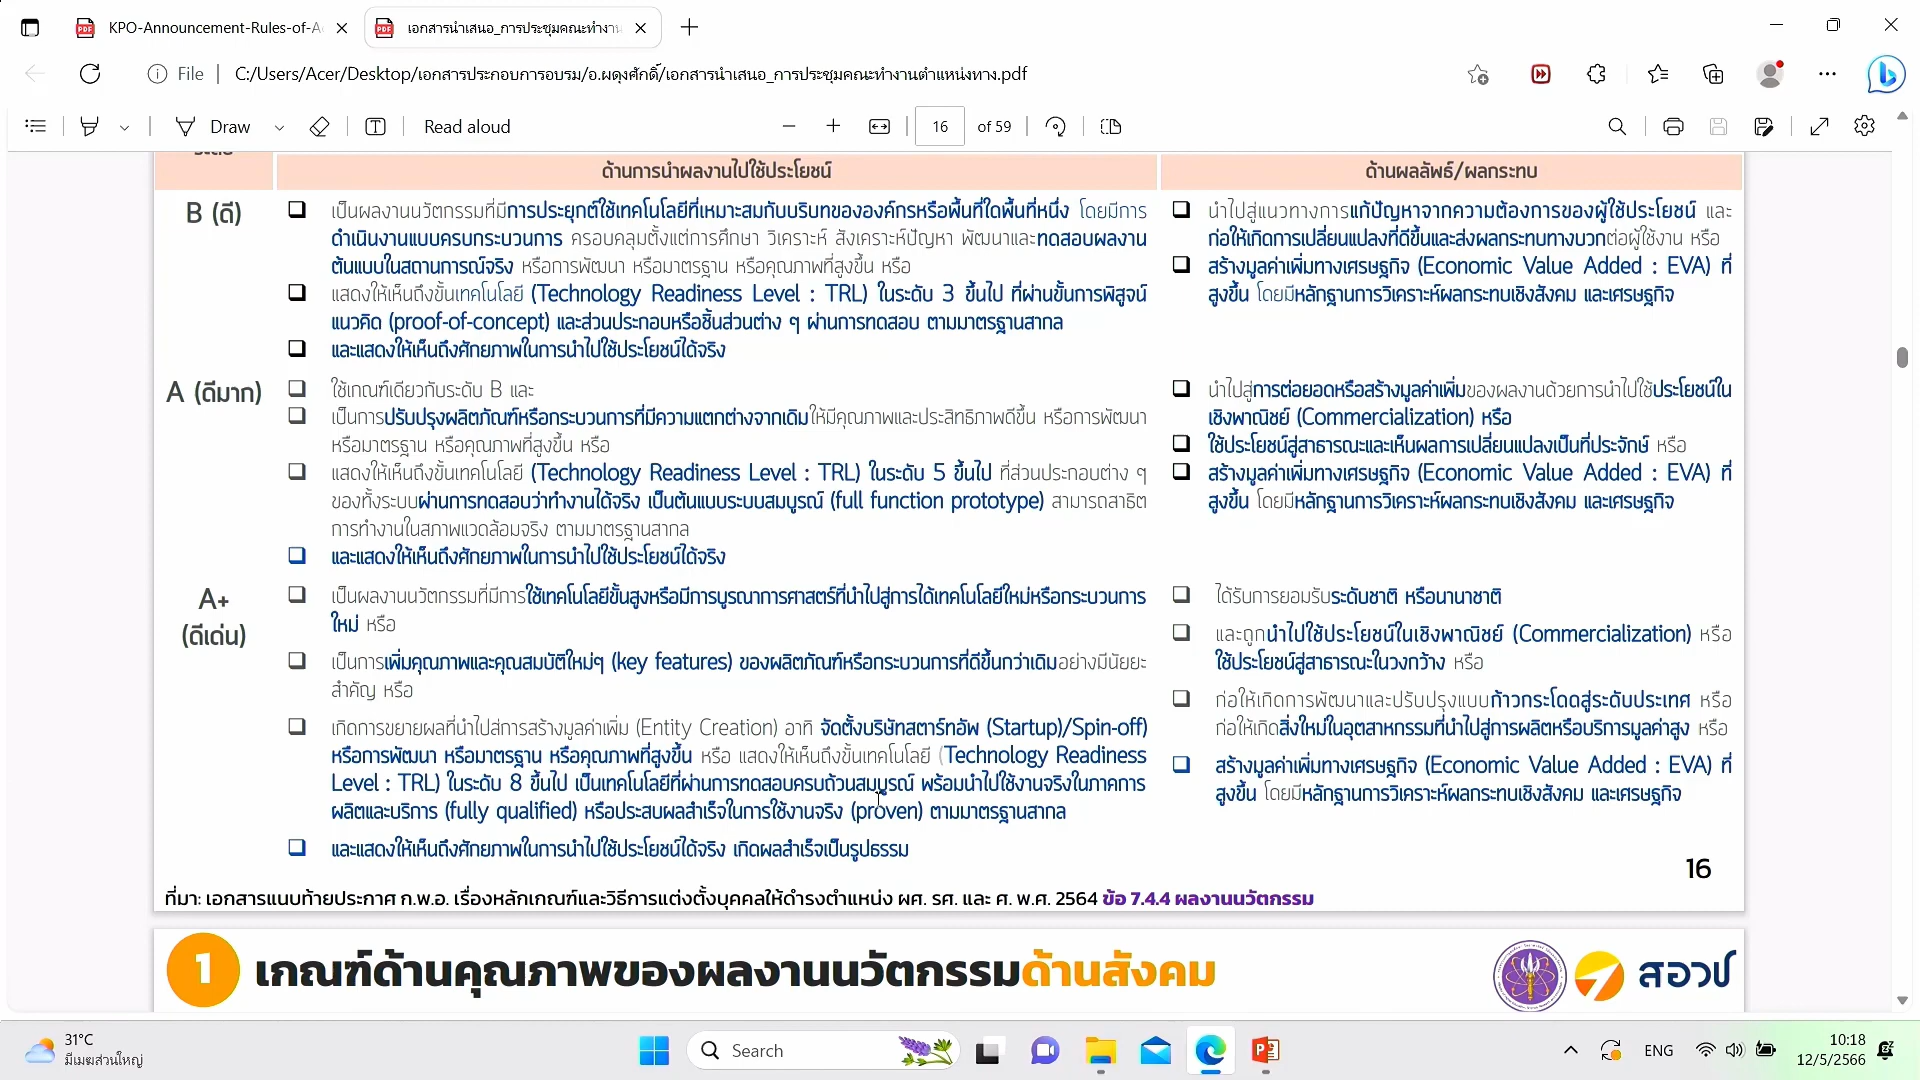 KPO-Announcement-Rules-of-Ac
เอกสารนำเสนอ_การประชุมคณะทำงาน
File
C:/Users/Acer/Desktop/เอกสารประกอบการอบรม/อ.ผดุงศักดิ์/เอกสารนำเสนอ_การประชุมคณะทำงานตำแหน่งทาง.pdf
Draw
Read aloud
16 of 59
ด้านการนำผลงานไปใช้ประโยชน์
ด้านผลลัพธ์/ผลกระทบ
B (ดี)
เป็นผลงานนวัตกรรมที่มีการประยุกต์ใช้เทคโนโลยีที่เหมาะสมกับบริบทขององค์กรหรือพื้นที่ใดพื้นที่หนึ่ง โดยมีการ
ดำเนินงานแบบครบกระบวนการ ครอบคลุมตั้งแต่การศึกษา วิเคราะห์ สังเคราะห์ปัญหา พัฒนาและทดสอบผลงาน
ต้นแบบในสถานการณ์จริง หรือการพัฒนา หรือมาตรฐาน หรือคุณภาพที่สูงขึ้น หรือ
แสดงให้เห็นถึงขั้นเทคโนโลยี (Technology Readiness Level : TRL) ในระดับ 3 ขึ้นไป ที่ผ่านขั้นการพิสูจน์
แนวคิด (proof-of-concept) และส่วนประกอบหรือชิ้นส่วนต่าง ๆ ผ่านการทดสอบ ตามมาตรฐานสากล
และแสดงให้เห็นถึงศักยภาพในการนำไปใช้ประโยชน์ได้จริง
นำไปสู่แนวทางการแก้ปัญหาจากความต้องการของผู้ใช้ประโยชน์ และ
ก่อให้เกิดการเปลี่ยนแปลงที่ดีขึ้นและส่งผลกระทบทางบวกต่อผู้ใช้งาน หรือ
สร้างมูลค่าเพิ่มทางเศรษฐกิจ (Economic Value Added : EVA) ที่
สูงขึ้น โดยมีหลักฐานการวิเคราะห์ผลกระทบเชิงสังคม และเศรษฐกิจ
A (ดีมาก)
ใช้เกณฑ์เดียวกับระดับ B และ
เป็นการปรับปรุงผลิตภัณฑ์หรือกระบวนการที่มีความแตกต่างจากเดิมให้มีคุณภาพและประสิทธิภาพดีขึ้น หรือการพัฒนา
หรือมาตรฐาน หรือคุณภาพที่สูงขึ้น หรือ
แสดงให้เห็นถึงขั้นเทคโนโลยี (Technology Readiness Level : TRL) ในระดับ 5 ขึ้นไป ที่ส่วนประกอบต่าง ๆ
ของทั้งระบบผ่านการทดสอบว่าทำงานได้จริง เป็นต้นแบบระบบสมบูรณ์ (full function prototype) สามารถสาธิต
การทำงานในสภาพแวดล้อมจริง ตามมาตรฐานสากล
และแสดงให้เห็นถึงศักยภาพในการนำไปใช้ประโยชน์ได้จริง
นำไปสู่การต่อยอดหรือสร้างมูลค่าเพิ่มของผลงานด้วยการนำไปใช้ประโยชน์ใน
เชิงพาณิชย์ (Commercialization) หรือ
ใช้ประโยชน์สู่สาธารณะและเห็นผลการเปลี่ยนแปลงเป็นที่ประจักษ์ หรือ
สร้างมูลค่าเพิ่มทางเศรษฐกิจ (Economic Value Added : EVA) ที่
สูงขึ้น โดยมีหลักฐานการวิเคราะห์ผลกระทบเชิงสังคม และเศรษฐกิจ
A+
(ดีเด่น)
เป็นผลงานนวัตกรรมที่มีการใช้เทคโนโลยีขั้นสูงหรือมีการบูรณาการศาสตร์ที่นำไปสู่การได้เทคโนโลยีใหม่หรือกระบวนการ
ใหม่ หรือ
เป็นการเพิ่มคุณภาพและคุณสมบัติใหม่ๆ (key features) ของผลิตภัณฑ์หรือกระบวนการที่ดีขึ้นกว่าเดิมอย่างมีนัยยะ
สำคัญ หรือ
เกิดการขยายผลที่นำไปสู่การสร้างมูลค่าเพิ่ม (Entity Creation) อาทิ จัดตั้งบริษัทสตาร์ทอัพ (Startup)/Spin-off)
หรือการพัฒนา หรือมาตรฐาน หรือคุณภาพที่สูงขึ้น หรือ แสดงให้เห็นถึงขั้นเทคโนโลยี (Technology Readiness
Level : TRL) ในระดับ 8 ขึ้นไป เป็นเทคโนโลยีที่ผ่านการทดสอบครบถ้วนสมบูรณ์ พร้อมนำไปใช้งานจริงในภาคการ
ผลิตและบริการ (fully qualified) หรือประสบผลสำเร็จในการใช้งานจริง (proven) ตามมาตรฐานสากล
และแสดงให้เห็นถึงศักยภาพในการนำไปใช้ประโยชน์ได้จริง เกิดผลสำเร็จเป็นรูปธรรม
ได้รับการยอมรับระดับชาติ หรือนานาชาติ
และถูกนำไปใช้ประโยชน์ในเชิงพาณิชย์ (Commercialization) หรือ
ใช้ประโยชน์สู่สาธารณะในวงกว้าง หรือ
ก่อให้เกิดการพัฒนาและปรับปรุงแบบก้าวกระโดดสู่ระดับประเทศ หรือ
ก่อให้เกิดสิ่งใหม่ในอุตสาหกรรมที่นำไปสู่การผลิตหรือบริการมูลค่าสูง หรือ
สร้างมูลค่าเพิ่มทางเศรษฐกิจ (Economic Value Added : EVA) ที่
สูงขึ้น โดยมีหลักฐานการวิเคราะห์ผลกระทบเชิงสังคม และเศรษฐกิจ
16
ที่มา: เอกสารแนบท้ายประกาศ ก.พ.อ. เรื่องหลักเกณฑ์และวิธีการแต่งตั้งบุคคลให้ดำรงตำแหน่ง ผศ. รศ. และ ศ. พ.ศ. 2564 ข้อ 7.4.4 ผลงานนวัตกรรม
1 เกณฑ์ด้านคุณภาพของผลงานนวัตกรรมด้านสังคม
สอวช
31°C
มีเมฆส่วนใหญ่
Search
ENG
10:18
12/5/2566